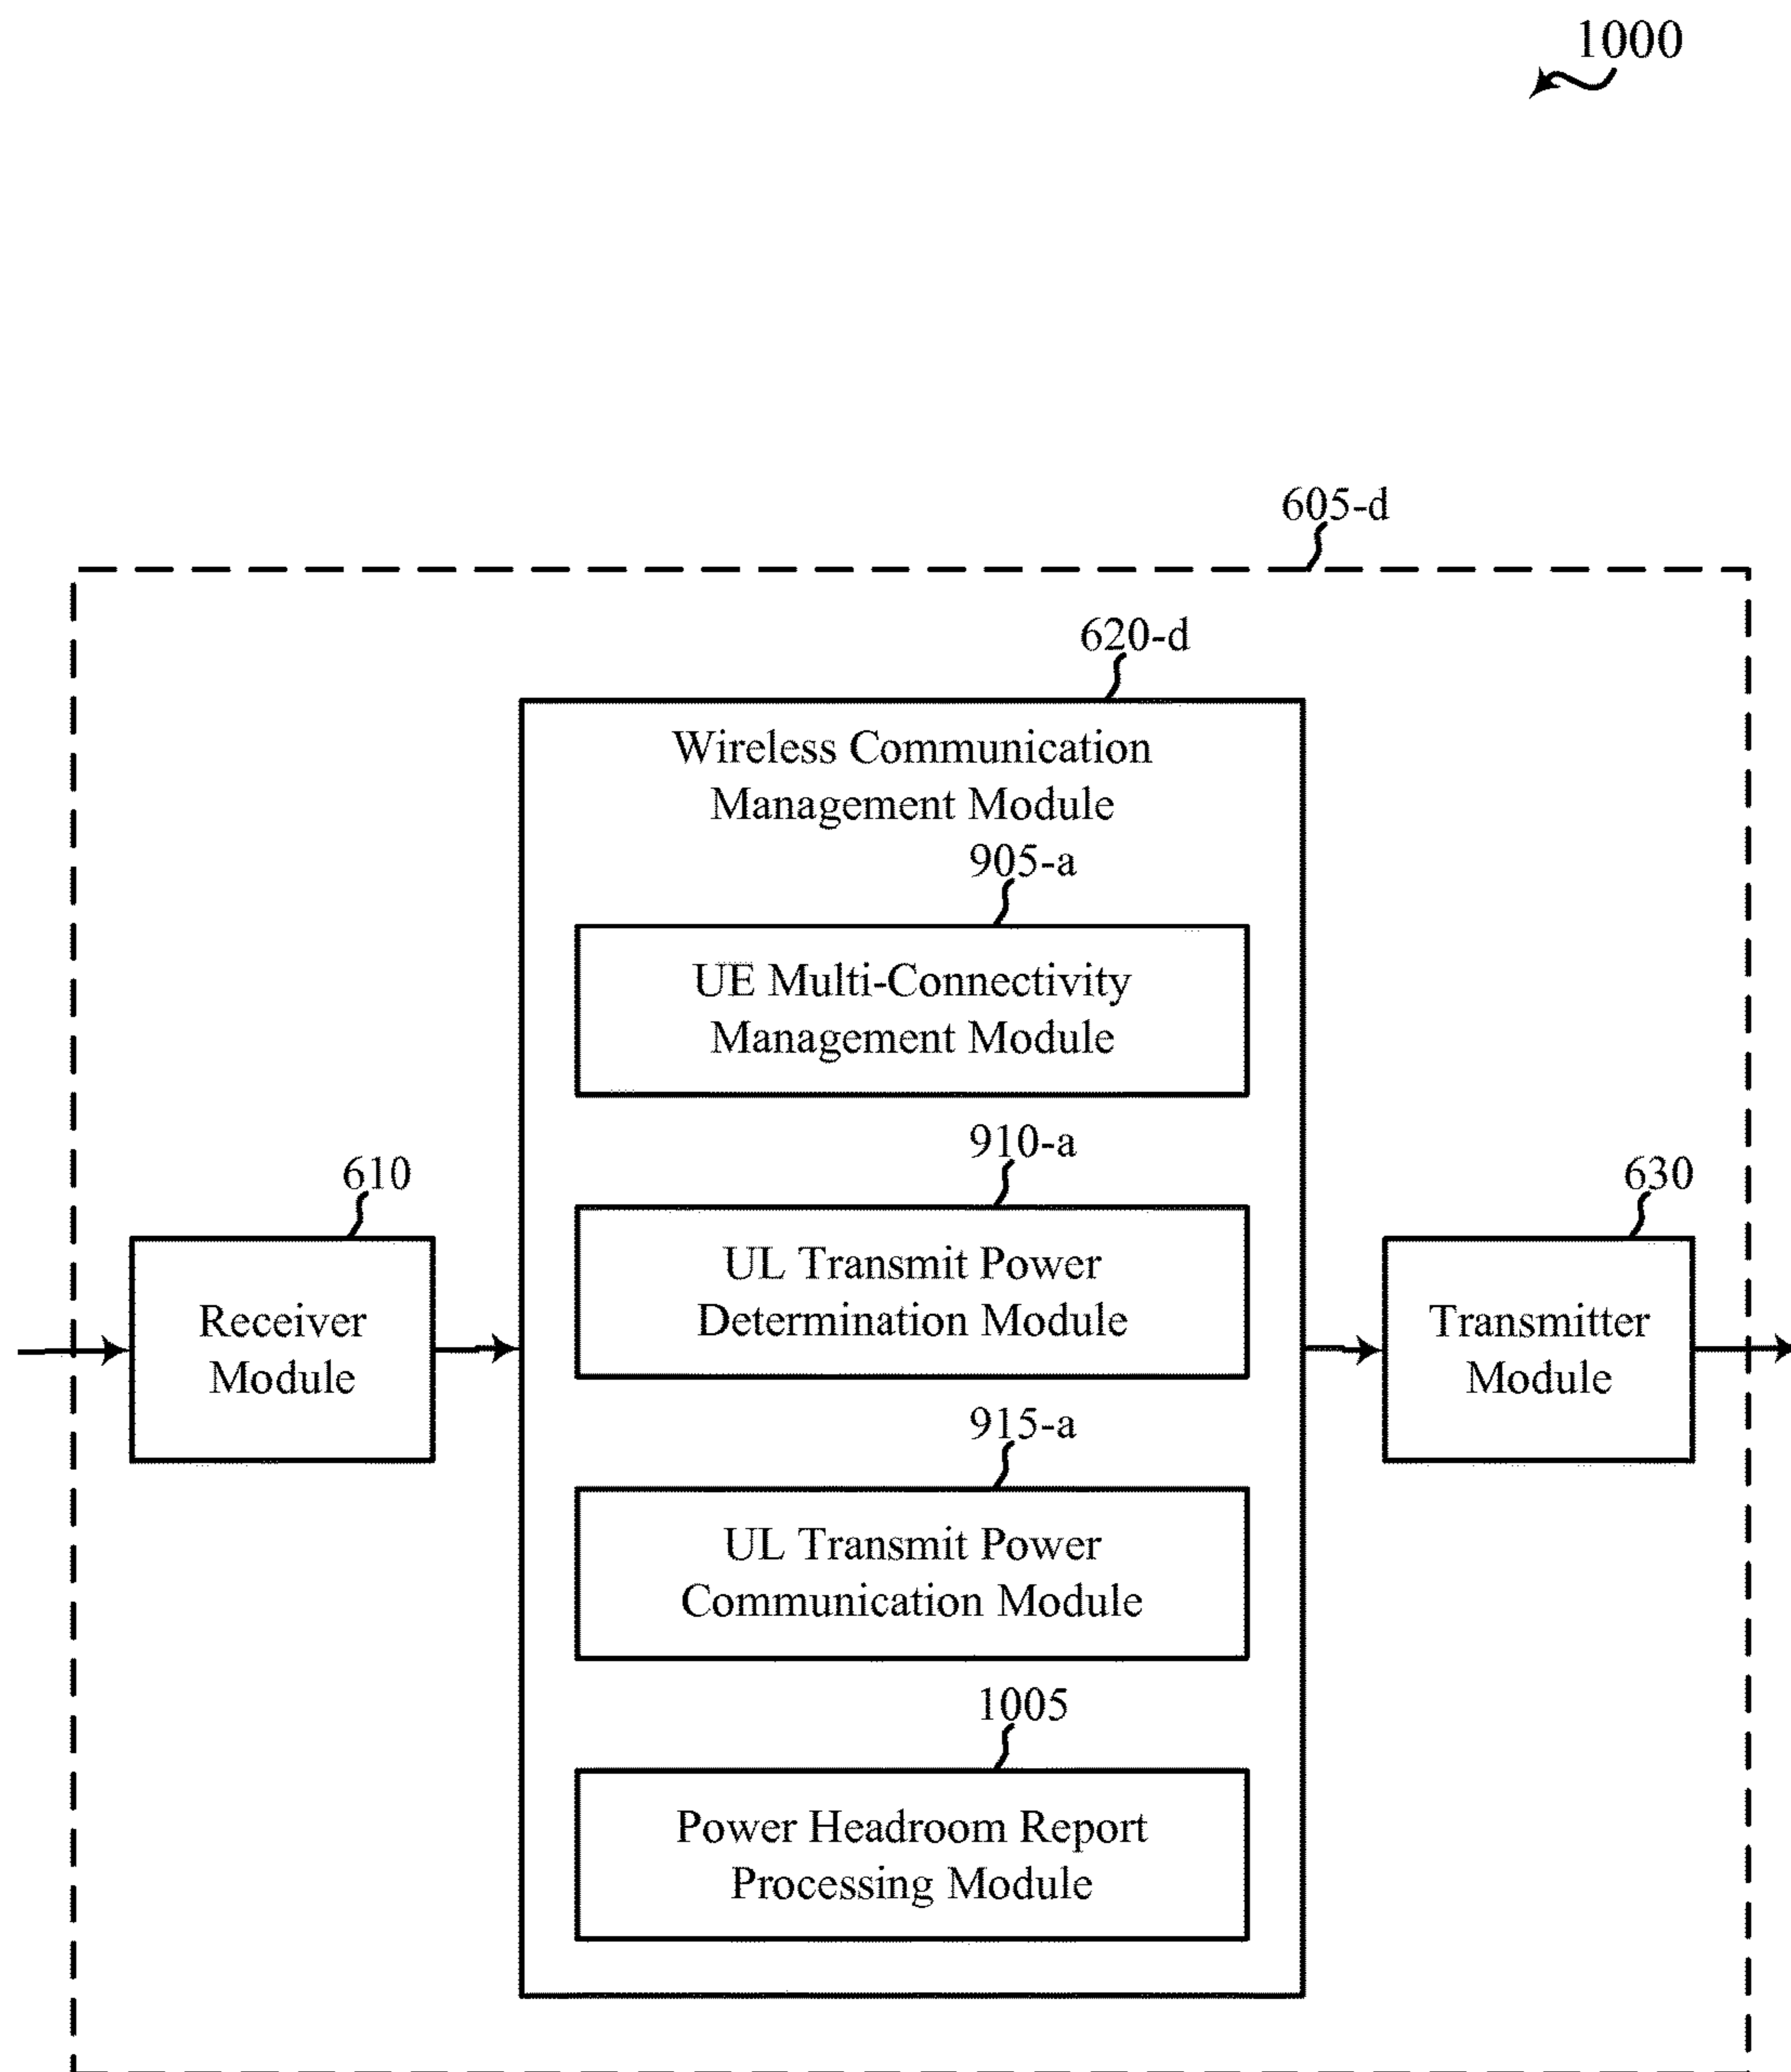 1000
605-d
620-d
Wireless Communication
Management Module
905-a
UE Multi-Connectivity
Management Module
910-a
UL Transmit Power
Determination Module
915-a
UL Transmit Power
Communication Module
1005
Power Headroom Report
Processing Module
610
Receiver
Module
630
Transmitter
Module